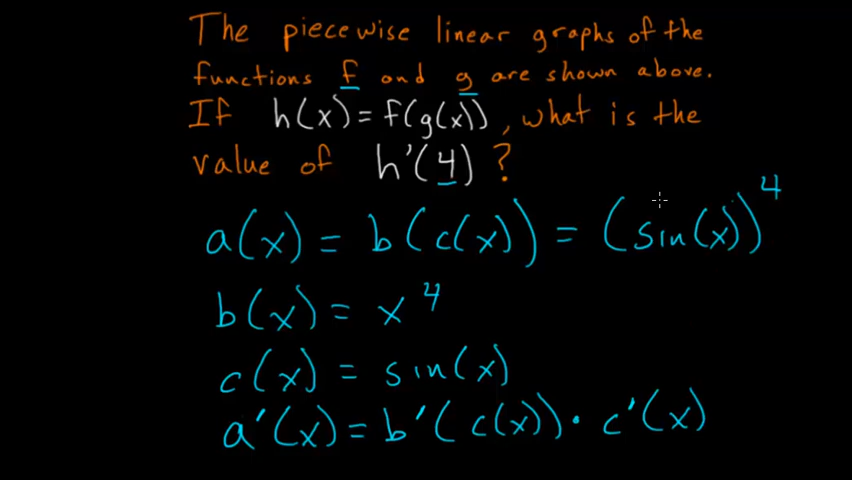 The piecewise linear graphs of the
functions f and g are shown above.
If h(x)=f(g(x)), what is the
value of h'(4)?
a(x) = b(c(x)) = (sin(x))^4
b(x) = x^4
c(x) = sin(x)
a'(x) = b'(c(x)) · c'(x)